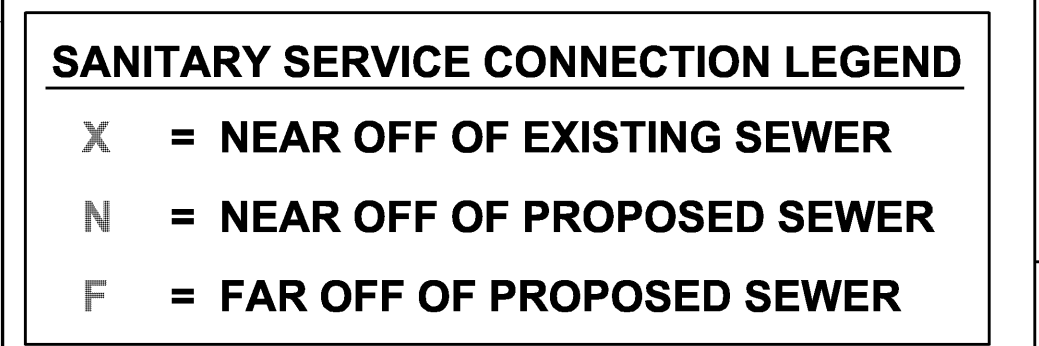 SANITARY SERVICE CONNECTION LEGEND
X = NEAR OFF OF EXISTING SEWER
N = NEAR OFF OF PROPOSED SEWER
F = FAR OFF OF PROPOSED SEWER